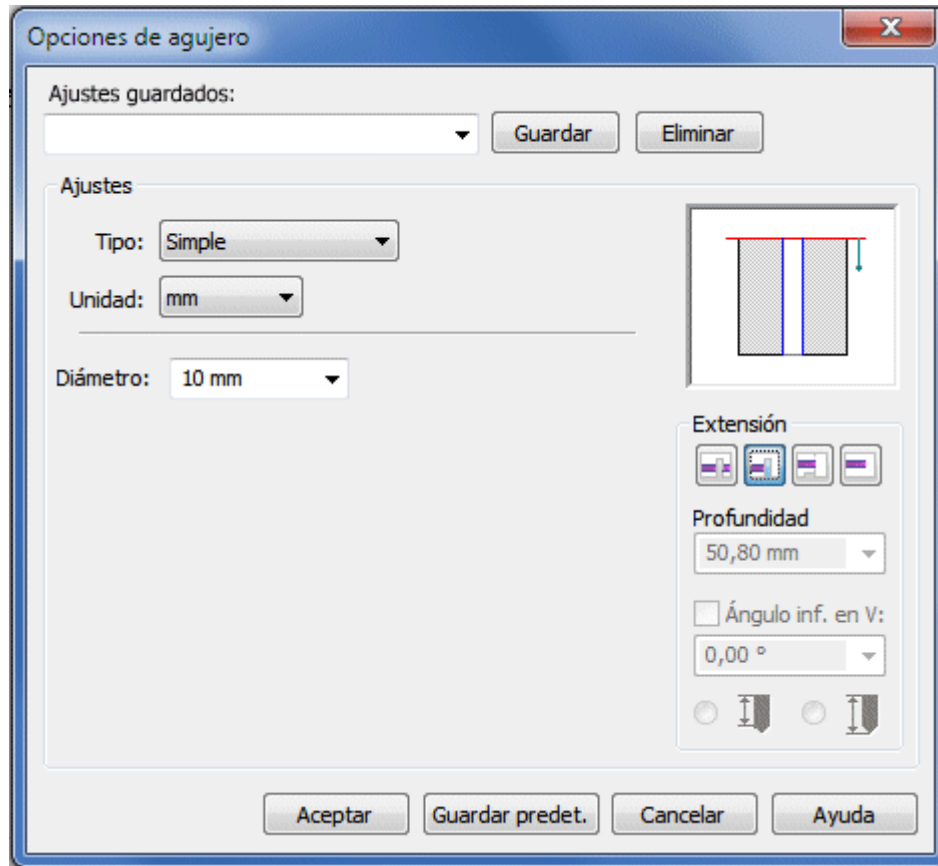 Opciones de agujero
Ajustes guardados:
Guardar Eliminar
Ajustes
Tipo: Simple
Unidad: mm
Diámetro: 10 mm
Extensión
Profundidad
50,80 mm
Ángulo inf. en V:
0,00 °
Aceptar Guardar predet. Cancelar Ayuda